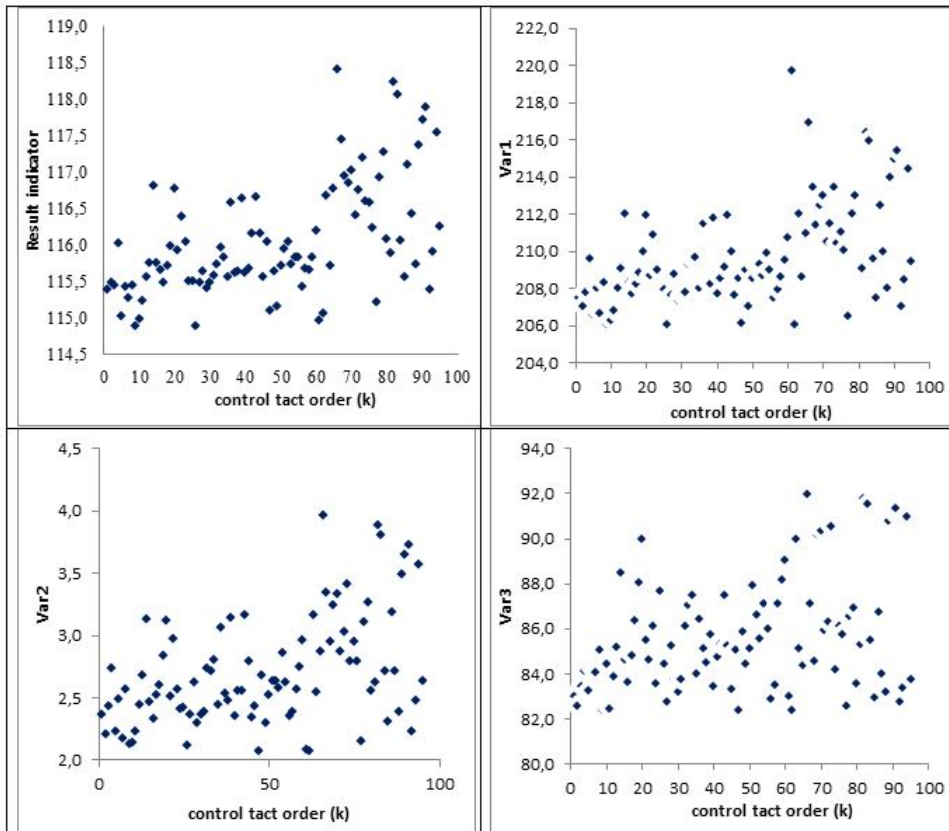 119,0
118,5
118,0
117,5
117,0
116,5
116,0
115,5
115,0
114,5
Result indicator
0 10 20 30 40 50 60 70 80 90 100
control tact order (k)
222,0
220,0
218,0
216,0
214,0
212,0
210,0
208,0
206,0
204,0
Var1
0 10 20 30 40 50 60 70 80 90 100
control tact order (k)
4,5
4,0
3,5
3,0
2,5
2,0
Var2
0 50 100
control tact order (k)
94,0
92,0
90,0
88,0
86,0
84,0
82,0
80,0
Var3
0 10 20 30 40 50 60 70 80 90 100
control tact order (k)